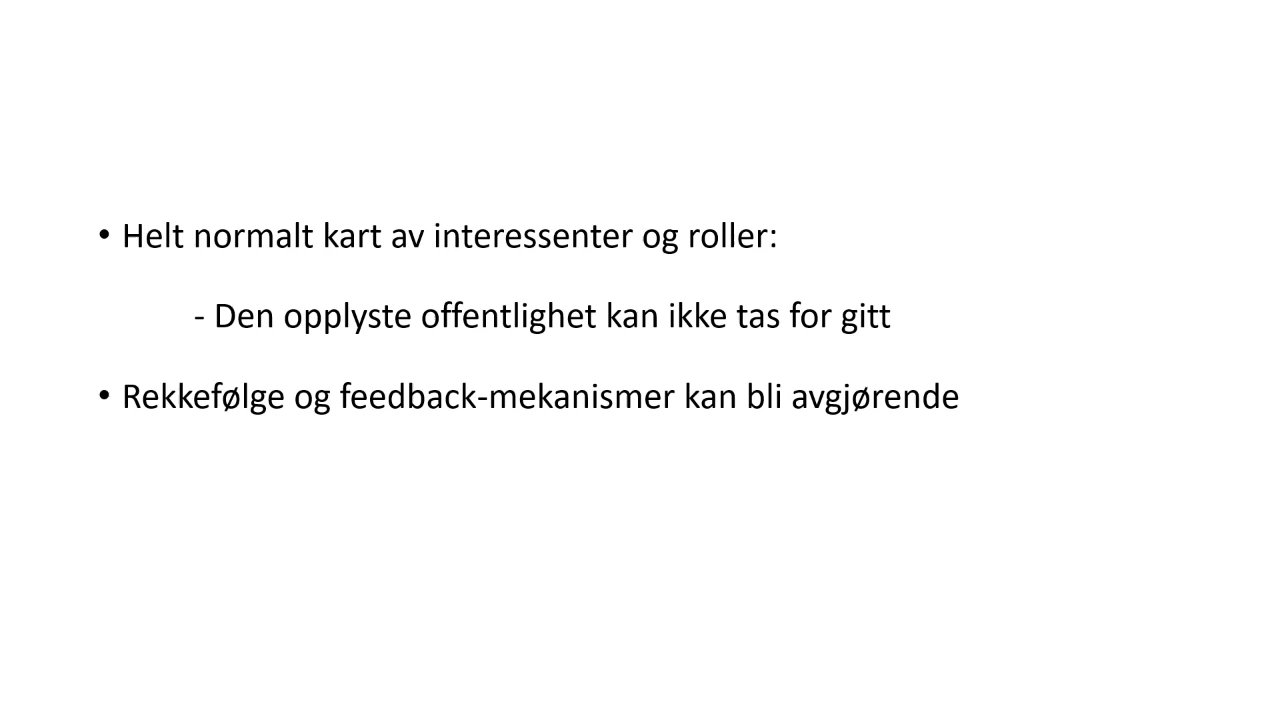 • Helt normalt kart av interessenter og roller:
- Den opplyste offentlighet kan ikke tas for gitt
• Rekkefølge og feedback-mekanismer kan bli avgjørende